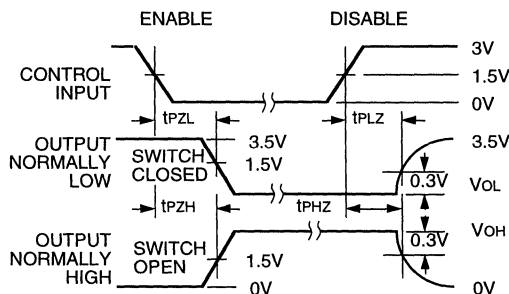 ENABLE
DISABLE
CONTROL
INPUT
3V
1.5V
0V
tPZL
tPLZ
OUTPUT
NORMALLY
LOW
SWITCH
CLOSED
3.5V
1.5V
3.5V
0.3V
VOL
tPZH
tPHZ
OUTPUT
NORMALLY
HIGH
SWITCH
OPEN
1.5V
0V
VOH
0.3V
0V